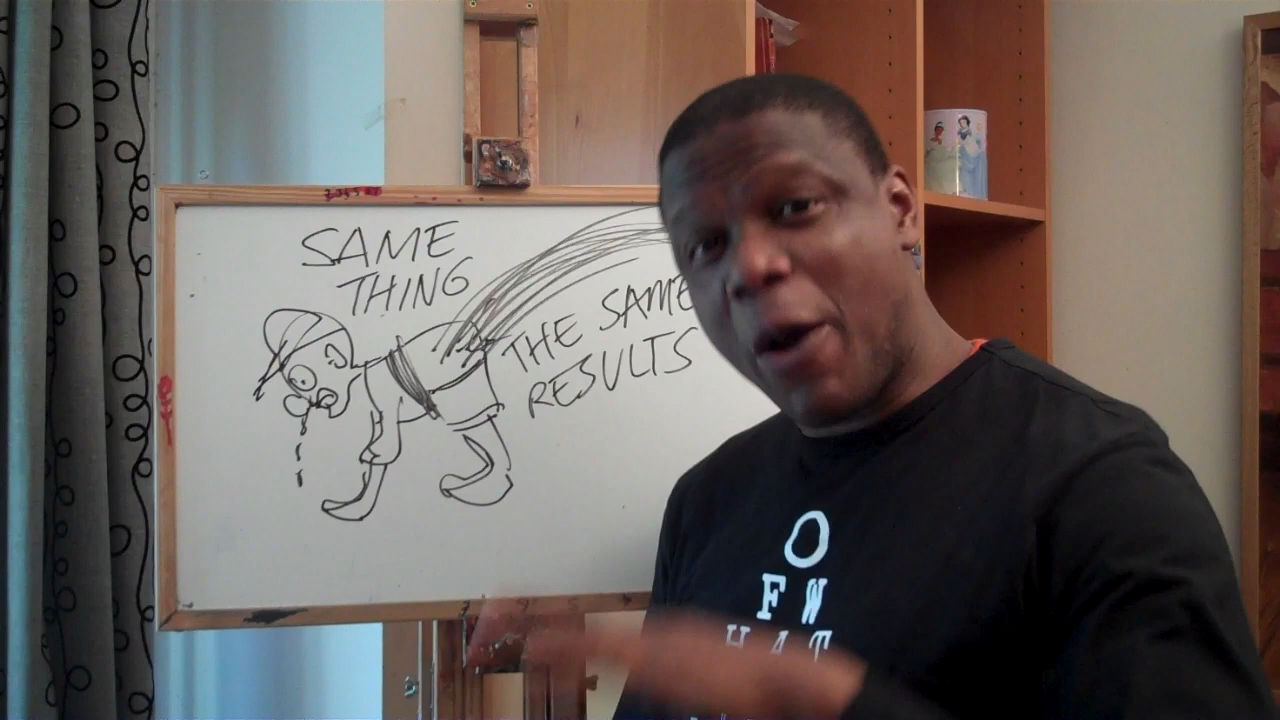 SAME
THING
THE SAME
RESULTS
O
F W
H A T